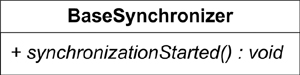 BaseSynchronizer
+ synchronizationStarted() : void